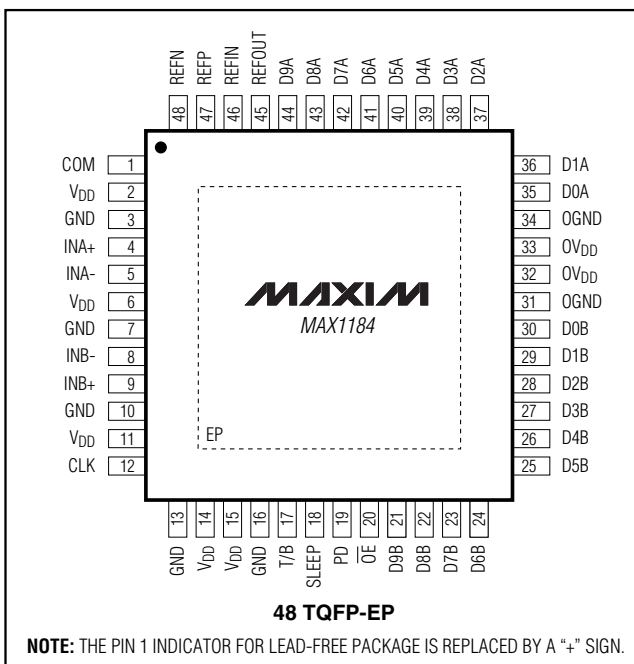 REFN REFP REFIN REFOUT D9A D8A D7A D6A D5A D4A D3A D2A
48 47 46 45 44 43 42 41 40 39 38 37
COM 1
VDD 2
GND 3
INA+ 4
INA- 5
VDD 6
GND 7
INB- 8
INB+ 9
GND 10
VDD 11
CLK 12
MAXIM
MAX1184
EP
36 D1A
35 D0A
34 OGND
33 OVDD
32 OVDD
31 OGND
30 D0B
29 D1B
28 D2B
27 D3B
26 D4B
25 D5B
13 14 15 16 17 18 19 20 21 22 23 24
GND VDD VDD GND T/B SLEEP PD OE D9B D8B D7B D6B
48 TQFP-EP
NOTE: THE PIN 1 INDICATOR FOR LEAD-FREE PACKAGE IS REPLACED BY A “+” SIGN.